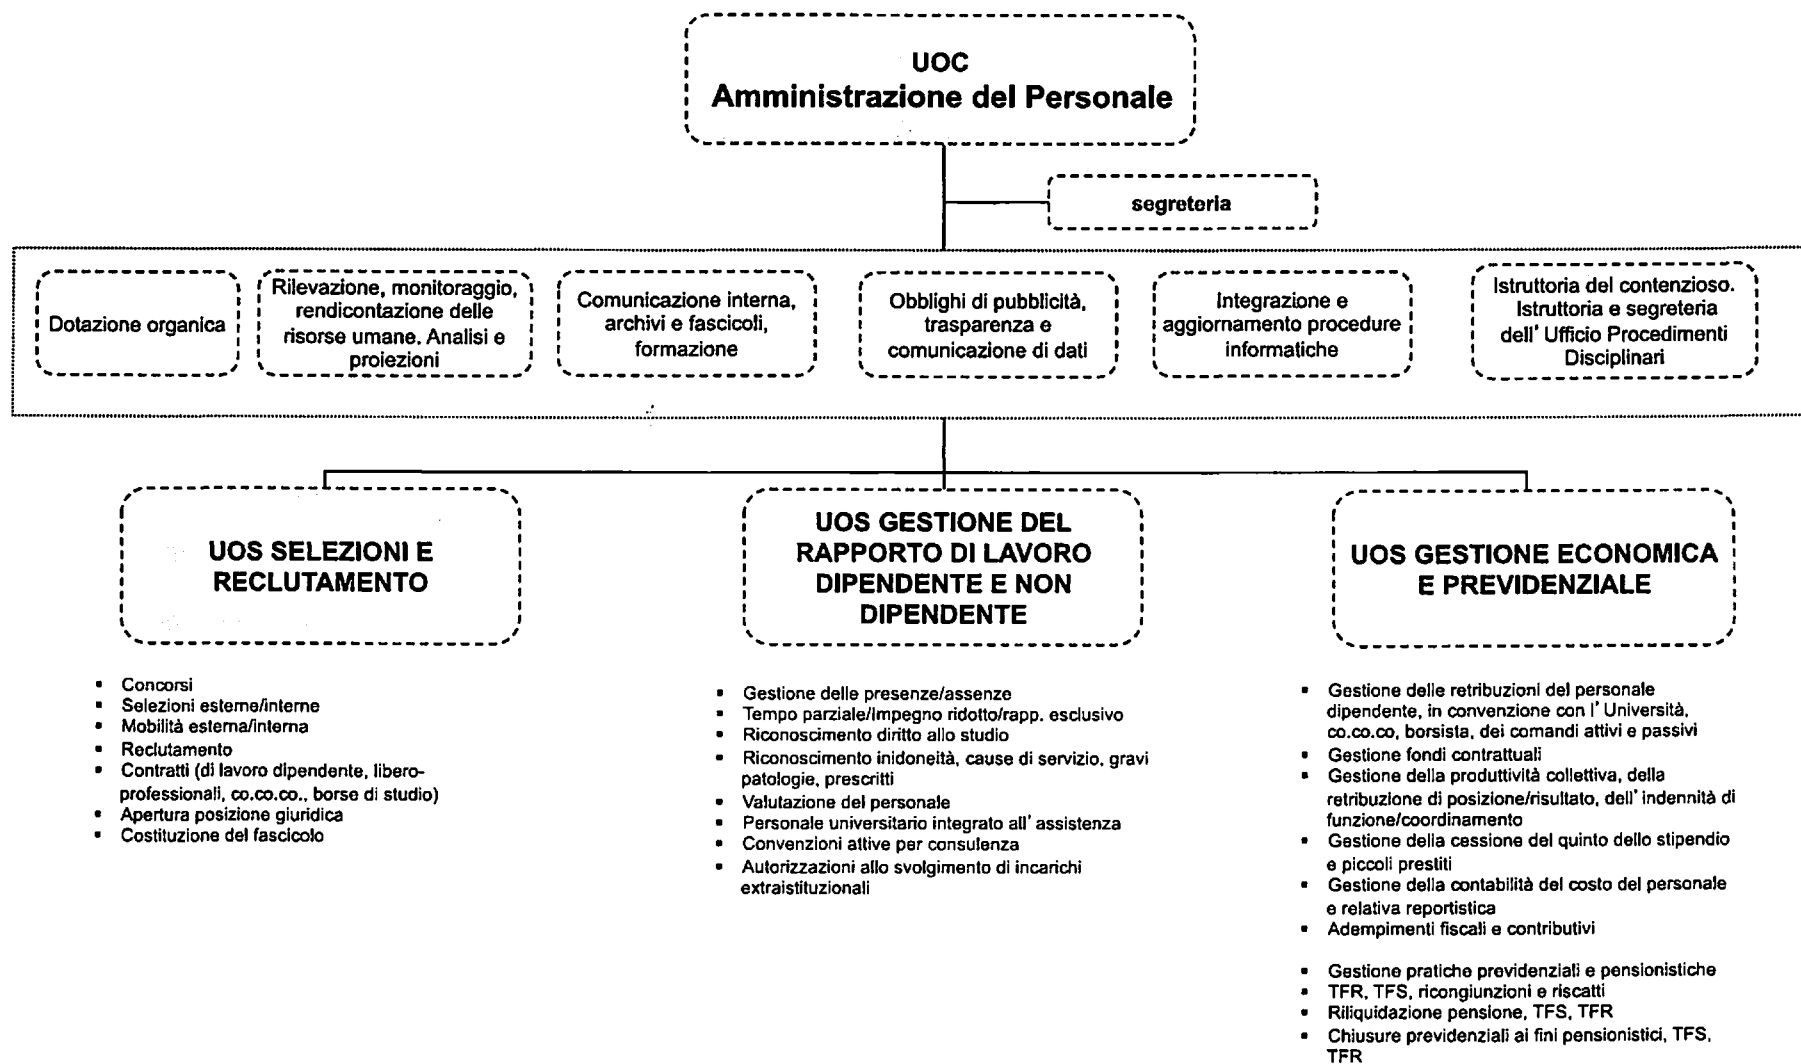 UOC
Amministrazione del Personale
segreteria
Dotazione organica
Rilevazione, monitoraggio,
rendicontazione delle
risorse umane. Analisi e
proiezioni
Comunicazione interna,
archivi e fascicoli,
formazione
Obblighi di pubblicità,
trasparenza e
comunicazione di dati
Integrazione e
aggiornamento procedure
informatiche
Istruttoria del contenzioso.
Istruttoria e segreteria
dell' Ufficio Procedimenti
Disciplinari
UOS SELEZIONI E
RECLUTAMENTO
▪ Concorsi
▪ Selezioni esterne/interne
▪ Mobilità esterna/interna
▪ Reclutamento
▪ Contratti (di lavoro dipendente, libero-
professionali, co.co.co., borse di studio)
▪ Apertura posizione giuridica
▪ Costituzione del fascicolo
UOS GESTIONE DEL
RAPPORTO DI LAVORO
DIPENDENTE E NON
DIPENDENTE
▪ Gestione delle presenze/assenze
▪ Tempo parziale/Impegno ridotto/rapp. esclusivo
▪ Riconoscimento diritto allo studio
▪ Riconoscimento inidoneità, cause di servizio, gravi
patologie, prescritti
▪ Valutazione del personale
▪ Personale universitario integrato all' assistenza
▪ Convenzioni attive per consulenza
▪ Autorizzazioni allo svolgimento di incarichi
extraistituzionali
UOS GESTIONE ECONOMICA
E PREVIDENZIALE
▪ Gestione delle retribuzioni del personale
dipendente, in convenzione con l' Università,
co.co.co, borsista, dei comandi attivi e passivi
▪ Gestione fondi contrattuali
▪ Gestione della produttività collettiva, della
retribuzione di posizione/risultato, dell' indennità di
funzione/coordinamento
▪ Gestione della cessione del quinto dello stipendio
e piccoli prestiti
▪ Gestione della contabilità del costo del personale
e relativa reportistica
▪ Adempimenti fiscali e contributivi
▪ Gestione pratiche previdenziali e pensionistiche
▪ TFR, TFS, ricongiunzioni e riscatti
▪ Riliquidazione pensione, TFS, TFR
▪ Chiusure previdenziali ai fini pensionistici, TFS,
TFR